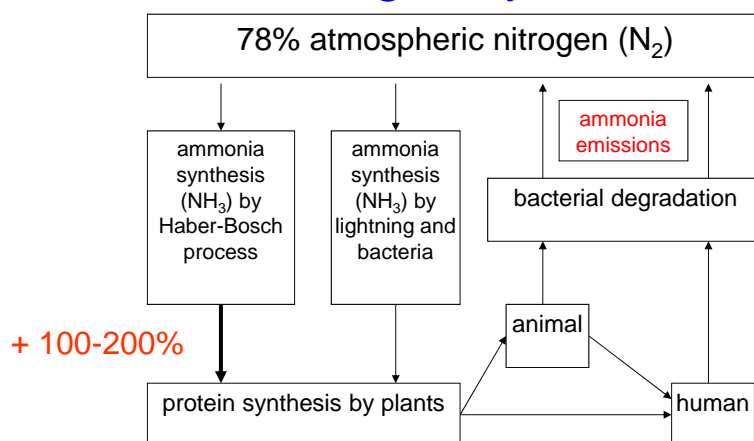 78% atmospheric nitrogen (N₂)
ammonia
synthesis
(NH₃) by
Haber-Bosch
process
ammonia
synthesis
(NH₃) by
lightning and
bacteria
ammonia
emissions
bacterial degradation
+ 100-200%
animal
protein synthesis by plants
human